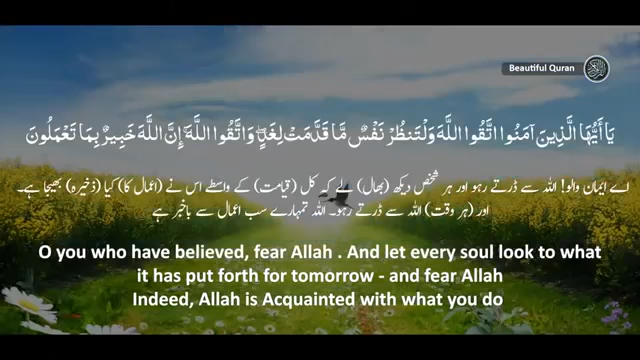 Beautiful Quran
يَا أَيُّهَا الَّذِينَ آمَنُوا اتَّقُوا اللَّهَ وَلْتَنظُرْ نَفْسٌ مَّا قَدَّمَتْ لِغَدٍ ۖ وَاتَّقُوا اللَّهَ ۚ إِنَّ اللَّهَ خَبِيرٌ بِمَا تَعْمَلُونَ
اے ایمان والو! اللہ سے ڈرتے رہو اور ہر شخص دیکھ (بھال) لے کہ کل (قیامت) کے واسطے اس نے (اعمال کا) کیا (ذخیرہ) بھیجا ہے۔
اور (ہر وقت) اللہ سے ڈرتے رہو۔ اللہ تمہارے سب اعمال سے باخبر ہے
O you who have believed, fear Allah . And let every soul look to what
it has put forth for tomorrow - and fear Allah
Indeed, Allah is Acquainted with what you do